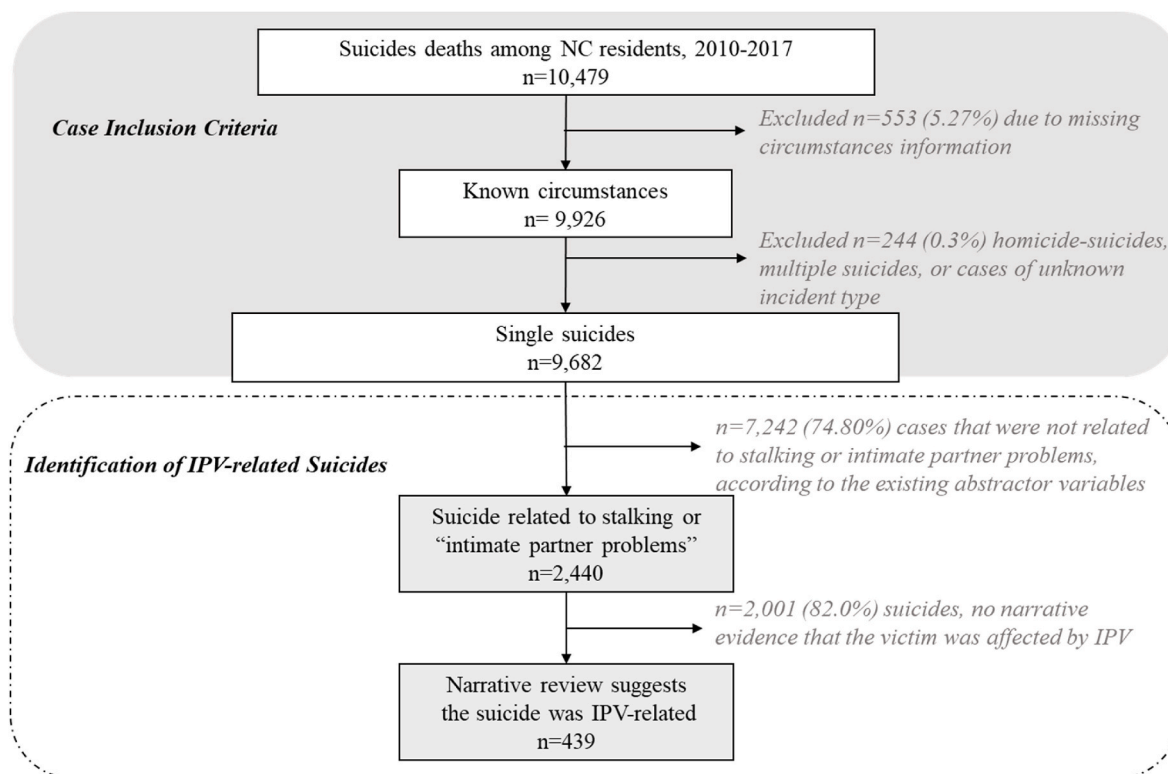 Suicides deaths among NC residents, 2010-2017
n=10,479
Case Inclusion Criteria
Excluded n=553 (5.27%) due to missing
circumstances information
Known circumstances
n= 9,926
Excluded n=244 (0.3%) homicide-suicides,
multiple suicides, or cases of unknown
incident type
Single suicides
n=9,682
Identification of IPV-related Suicides
n=7,242 (74.80%) cases that were not related
to stalking or intimate partner problems,
according to the existing abstractor variables
Suicide related to stalking or
“intimate partner problems”
n=2,440
n=2,001 (82.0%) suicides, no narrative
evidence that the victim was affected by IPV
Narrative review suggests
the suicide was IPV-related
n=439